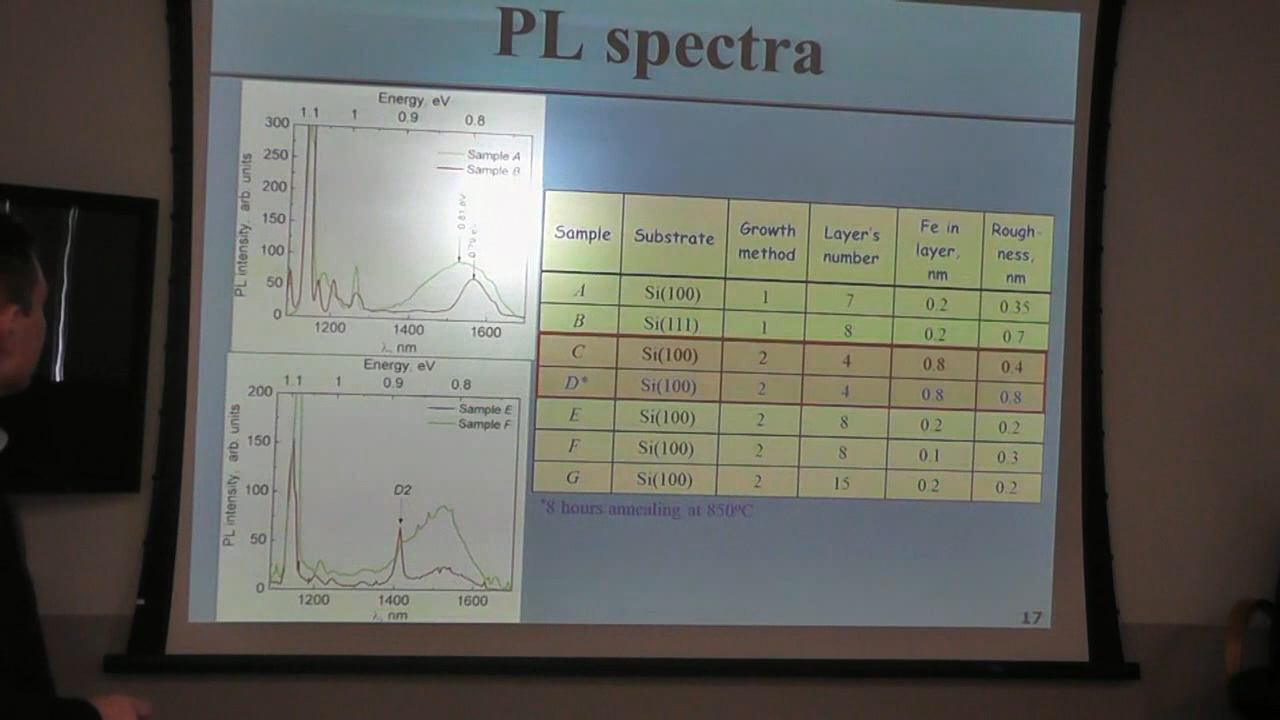 PL spectra
Energy, eV
1.1 1 0.9 0.8
300
250
200
150
100
50
0
PL intensity, arb. units
Sample A
Sample B
0.81 eV
1200 1400 1600
λ, nm
Energy, eV
1.1 1 0.9 0.8
200
150
100
50
0
PL intensity, arb. units
Sample E
Sample F
D2
1200 1400 1600
λ, nm
Sample Substrate Growth method Layer's number Fe in layer, nm Rough-ness, nm
A Si(100) 1 7 0.2 0.35
B Si(111) 1 8 0.2 0.7
C Si(100) 2 4 0.8 0.4
D* Si(100) 2 4 0.8 0.8
E Si(100) 2 8 0.2 0.2
F Si(100) 2 8 0.1 0.3
G Si(100) 2 15 0.2 0.2
*8 hours annealing at 850°C
17